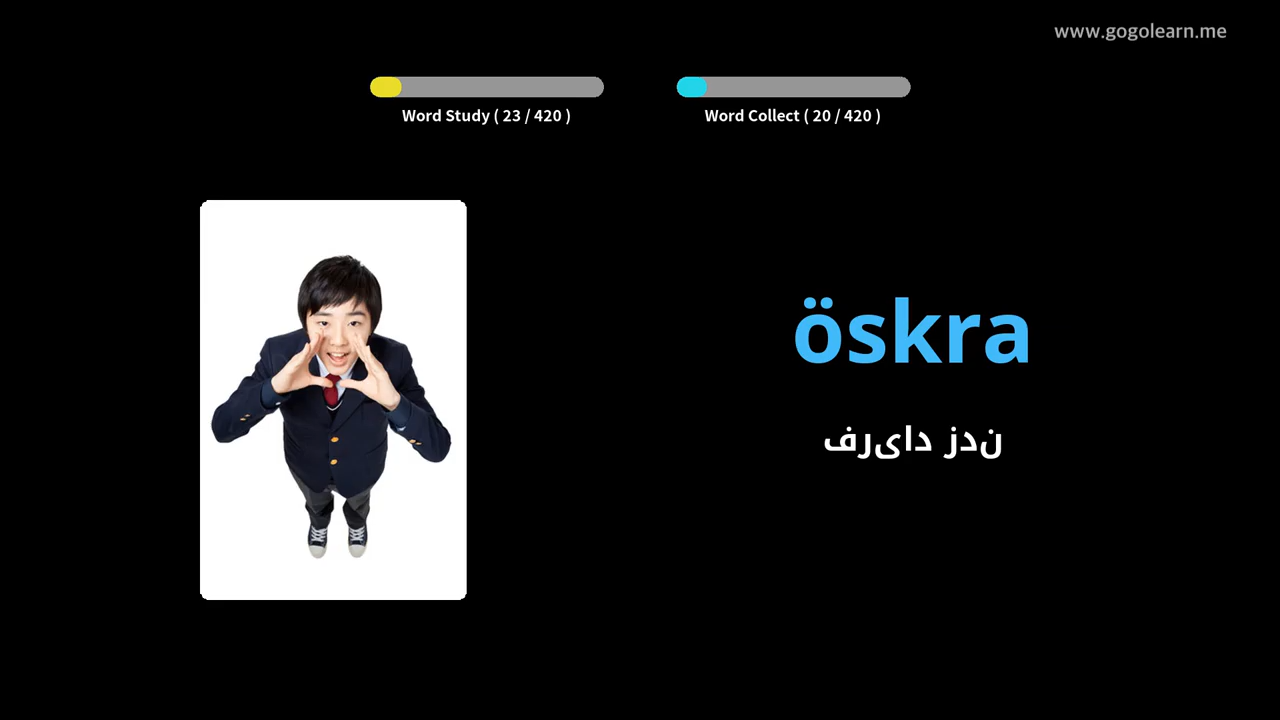 www.gogolearn.me
Word Study ( 23 / 420 )
Word Collect ( 20 / 420 )
öskra
فریاد زدن